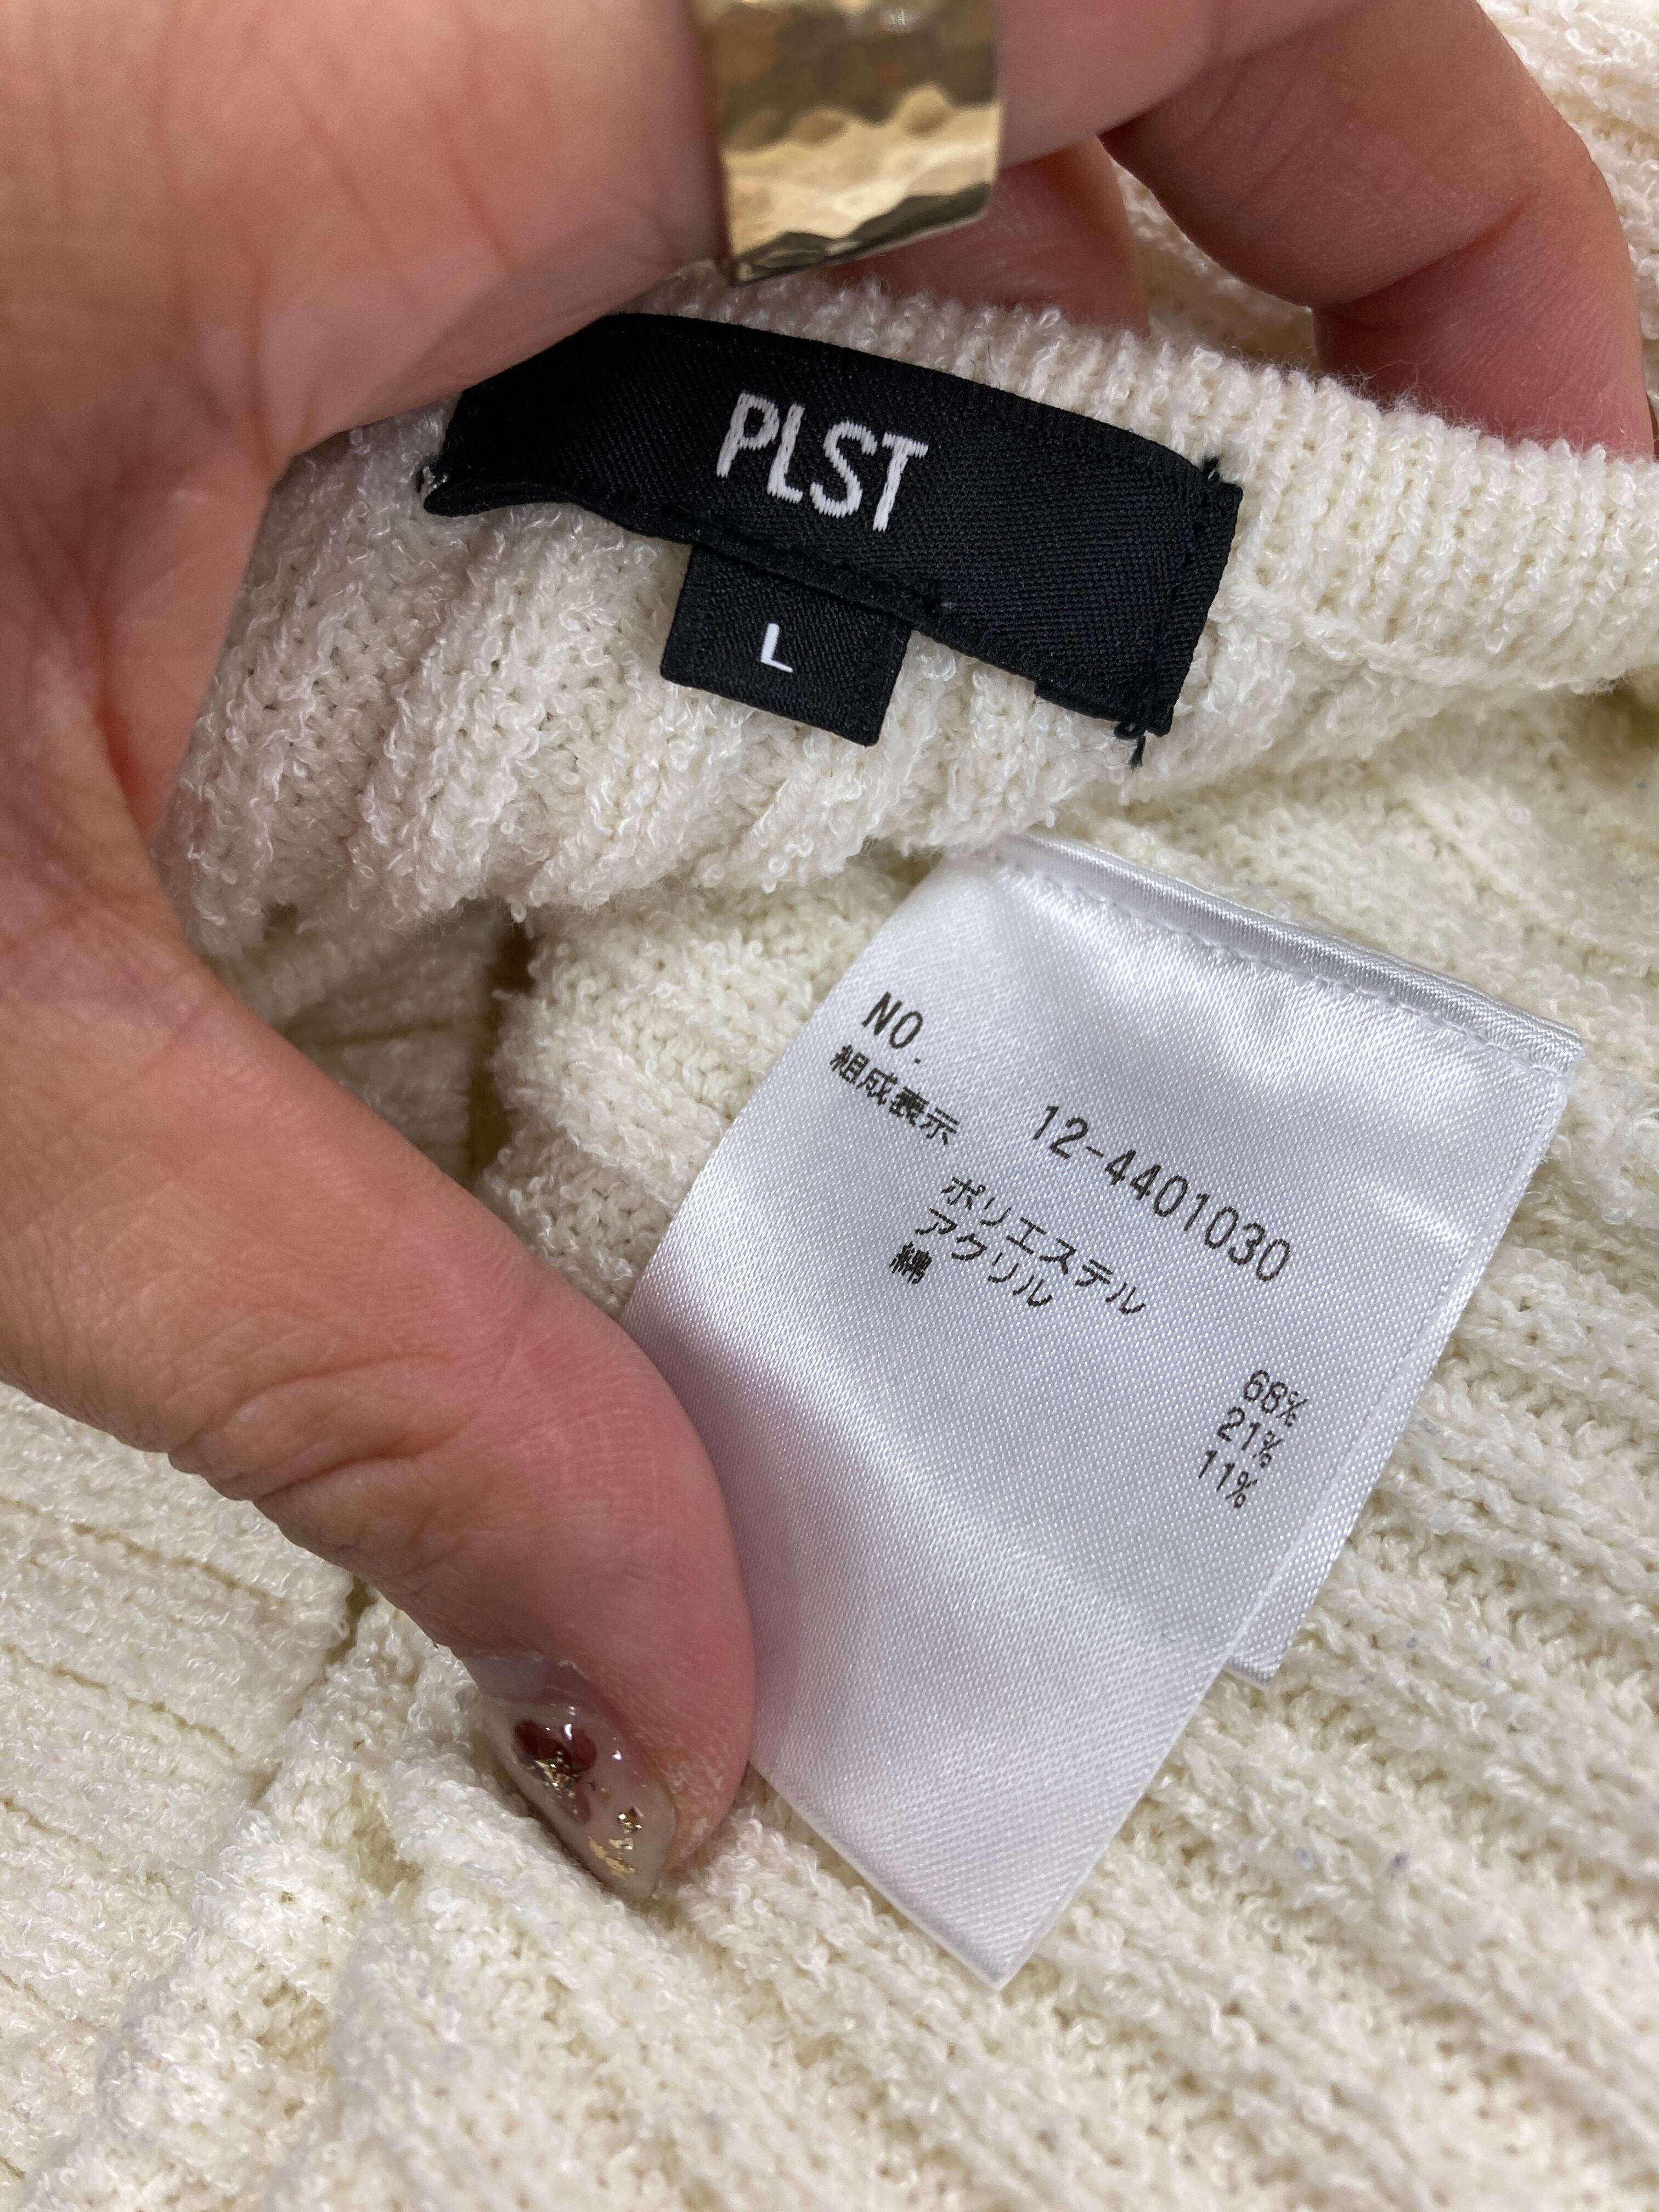 PLST
L
NO. 12-4401030
組成表示
ポリエステル 68%
アクリル 21%
綿 11%